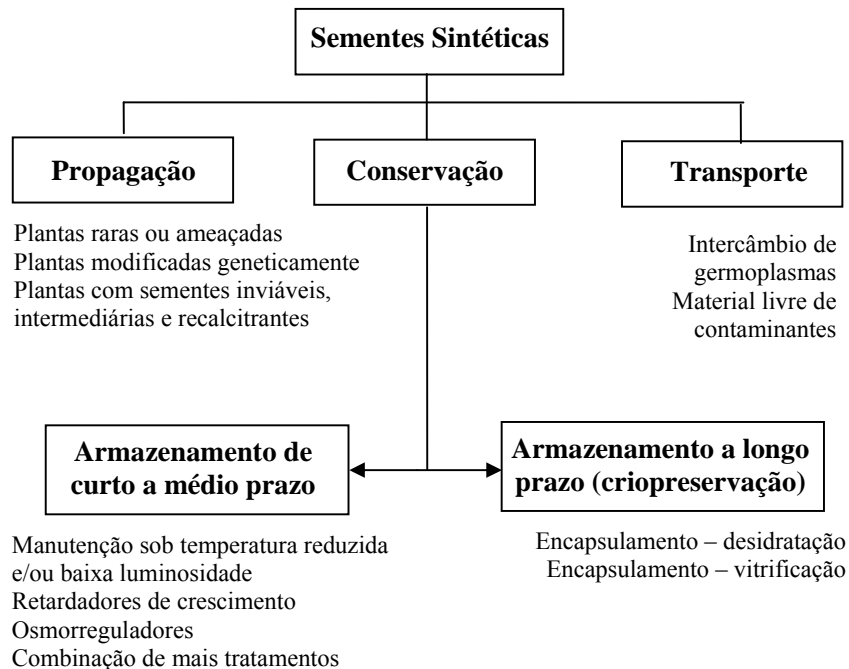 Sementes Sintéticas
Propagação
Conservação
Transporte
Plantas raras ou ameaçadas
Plantas modificadas geneticamente
Plantas com sementes inviáveis,
intermediárias e recalcitrantes
Intercâmbio de
germoplasmas
Material livre de
contaminantes
Armazenamento de
curto a médio prazo
Armazenamento a longo
prazo (criopreservação)
Manutenção sob temperatura reduzida
e/ou baixa luminosidade
Retardadores de crescimento
Osmorreguladores
Combinação de mais tratamentos
Encapsulamento – desidratação
Encapsulamento – vitrificação